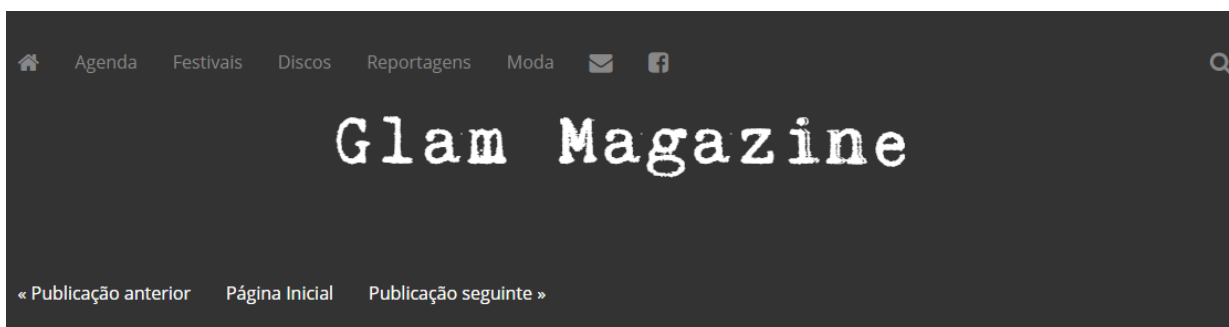 Agenda Festivais Discos Reportagens Moda
Glam Magazine
« Publicação anterior Página Inicial Publicação seguinte »